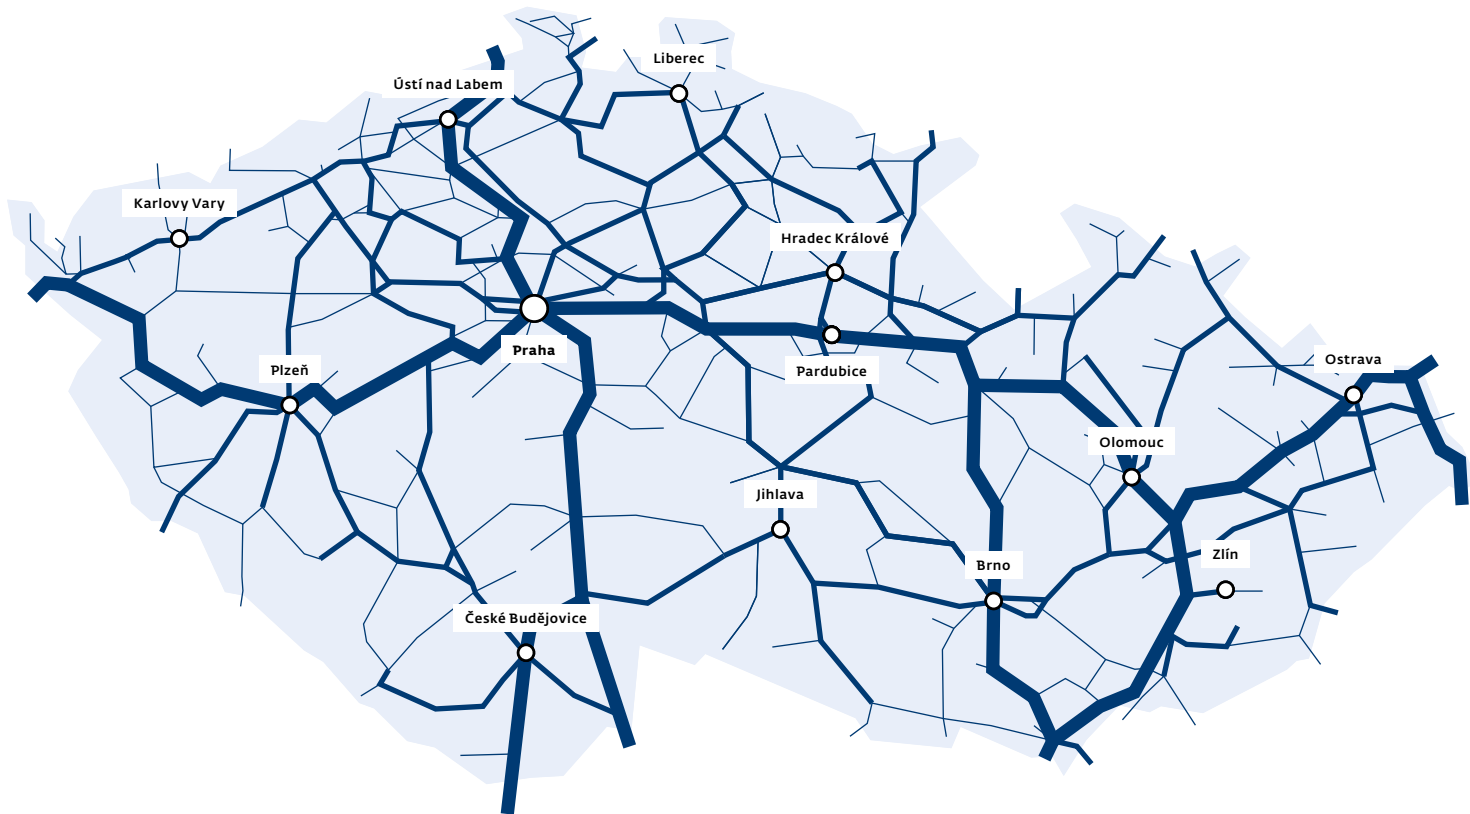 Liberec
Ústí nad Labem
Karlovy Vary
Hradec Králové
Praha
Ostrava
Plzeň
Pardubice
Olomouc
Jihlava
Zlín
Brno
České Budějovice